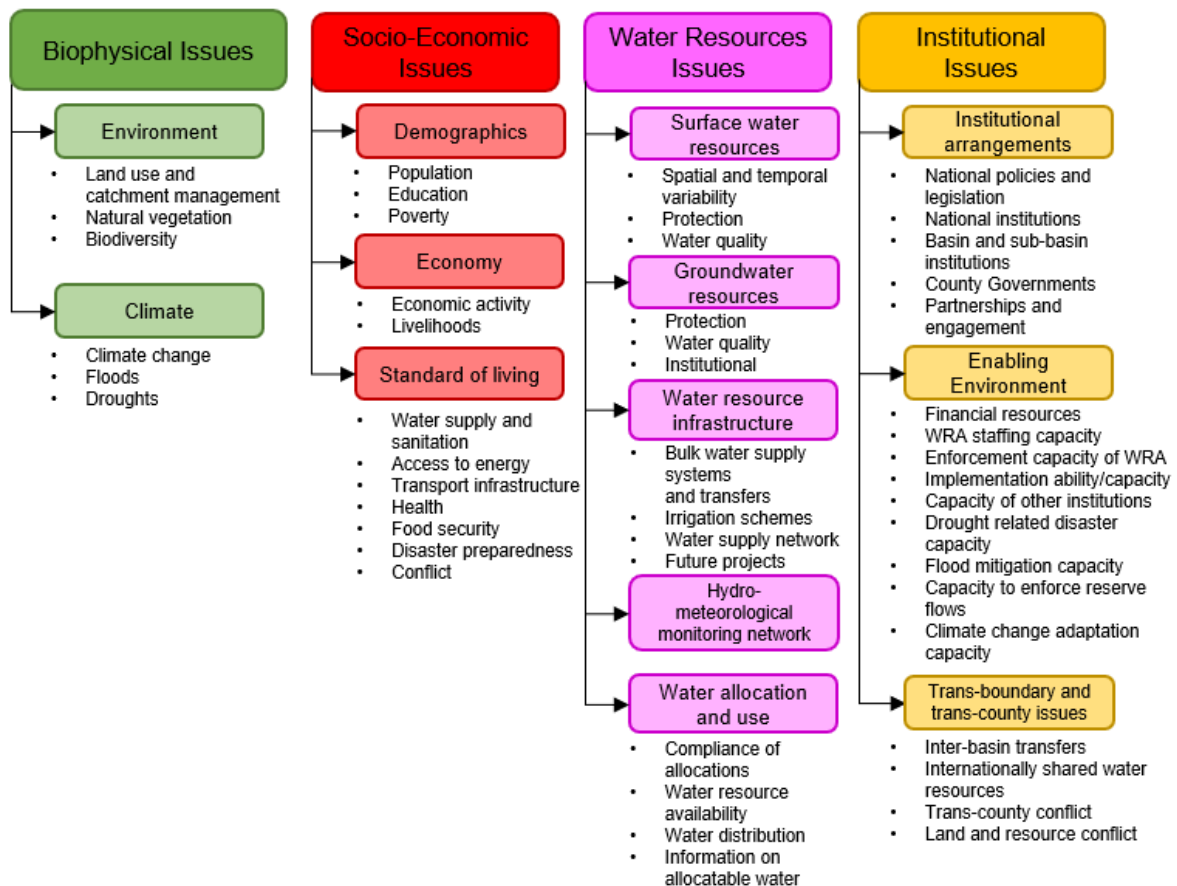 Biophysical Issues
Environment
Land use and
catchment management
Natural vegetation
Biodiversity
Climate
Climate change
Floods
Droughts
Socio-Economic
Issues
Demographics
Population
Education
Poverty
Economy
Economic activity
Livelihoods
Standard of living
Water supply and
sanitation
Access to energy
Transport infrastructure
Health
Food security
Disaster preparedness
Conflict
Water Resources
Issues
Surface water
resources
Spatial and temporal
variability
Protection
Water quality
Groundwater
resources
Protection
Water quality
Institutional
Water resource
infrastructure
Bulk water supply
systems
and transfers
Irrigation schemes
Water supply network
Future projects
Hydro-
meteorological
monitoring network
Water allocation
and use
Compliance of
allocations
Water resource
availability
Water distribution
Information on
allocatable water
Institutional
Issues
Institutional
arrangements
National policies and
legislation
National institutions
Basin and sub-basin
institutions
County Governments
Partnerships and
engagement
Enabling
Environment
Financial resources
WRA staffing capacity
Enforcement capacity of WRA
Implementation ability/capacity
Capacity of other institutions
Drought related disaster
capacity
Flood mitigation capacity
Capacity to enforce reserve
flows
Climate change adaptation
capacity
Trans-boundary and
trans-county issues
Inter-basin transfers
Internationally shared water
resources
Trans-county conflict
Land and resource conflict